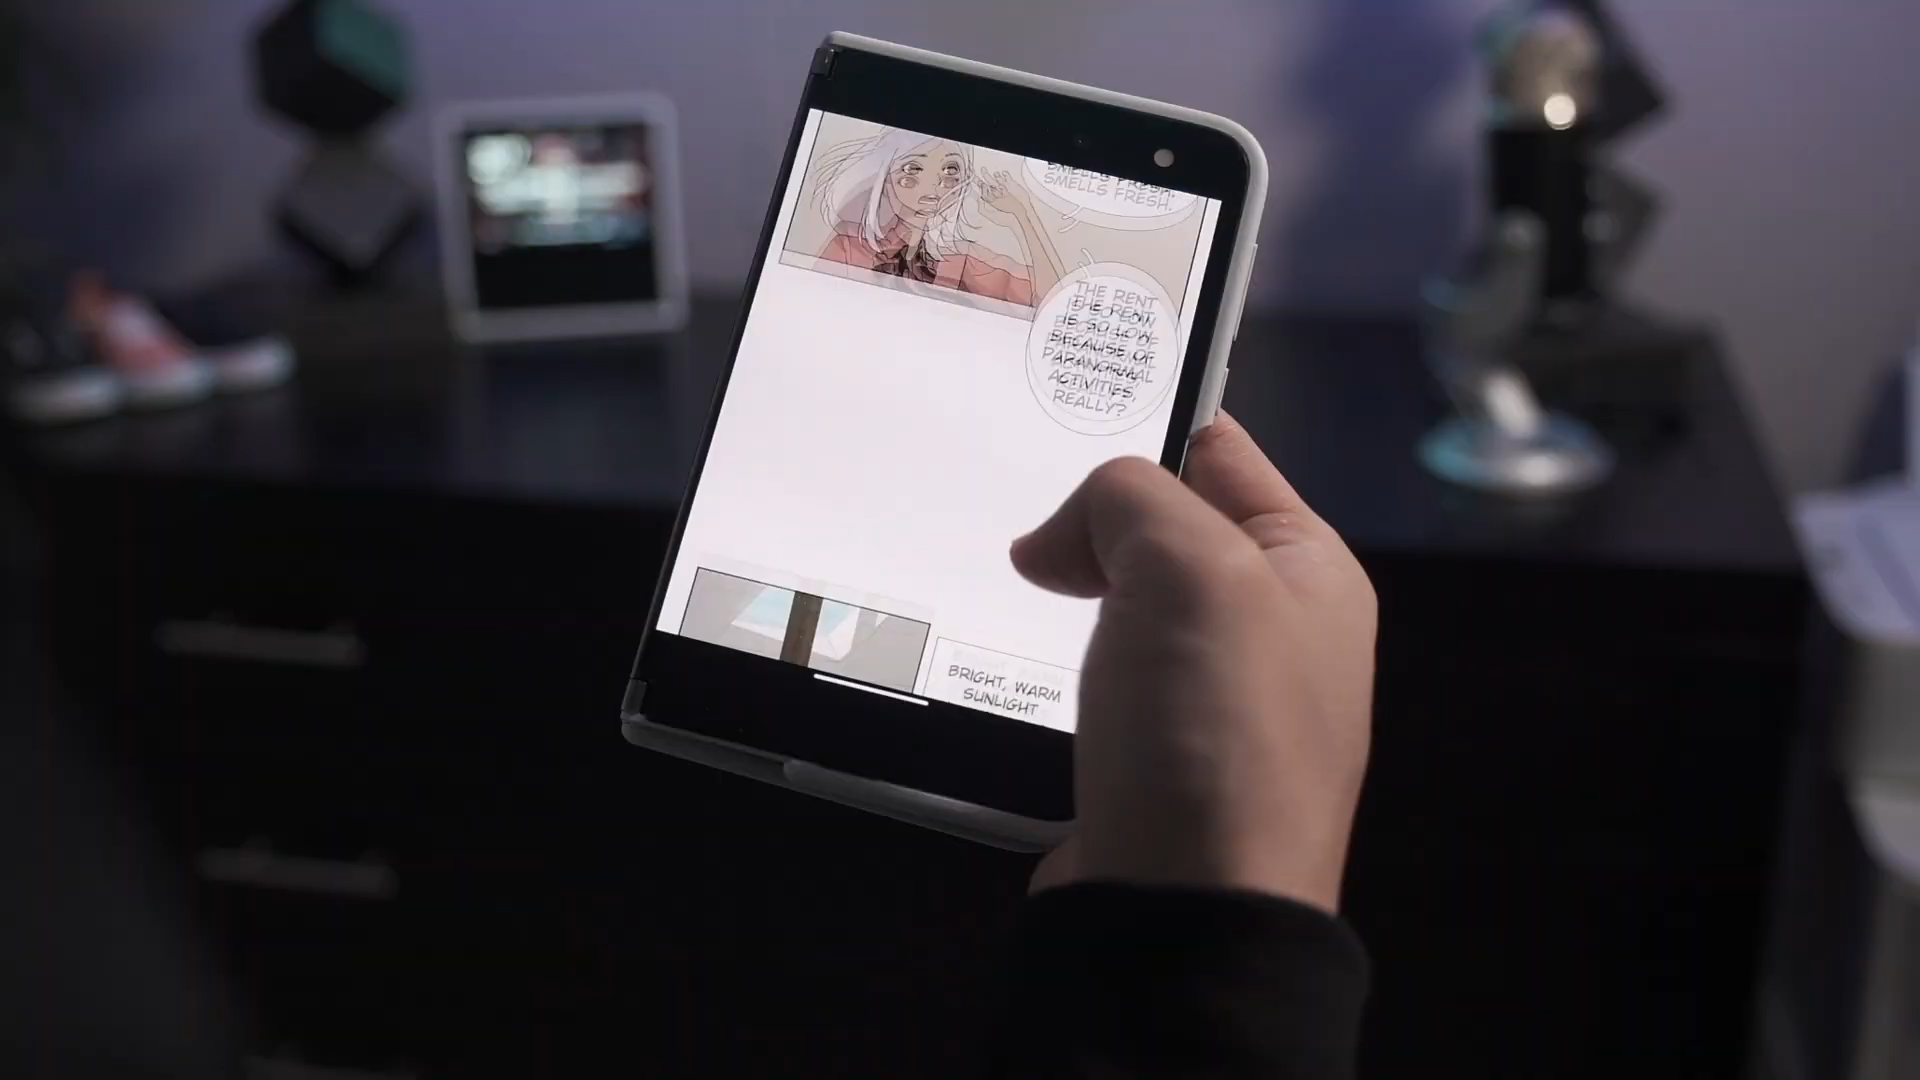 SMELLS FRESH.
THE RENT
IS SO LOW
BECAUSE OF
PARANORMAL
ACTIVITIES,
REALLY?
BRIGHT, WARM
SUNLIGHT